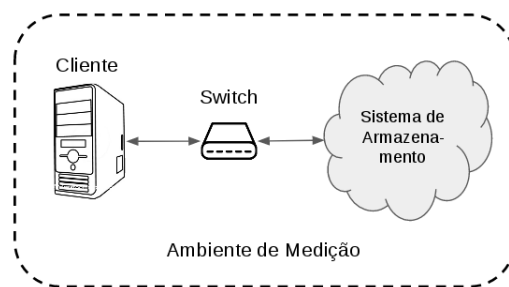 Cliente
Switch
Sistema de
Armazena-
mento
Ambiente de Medição